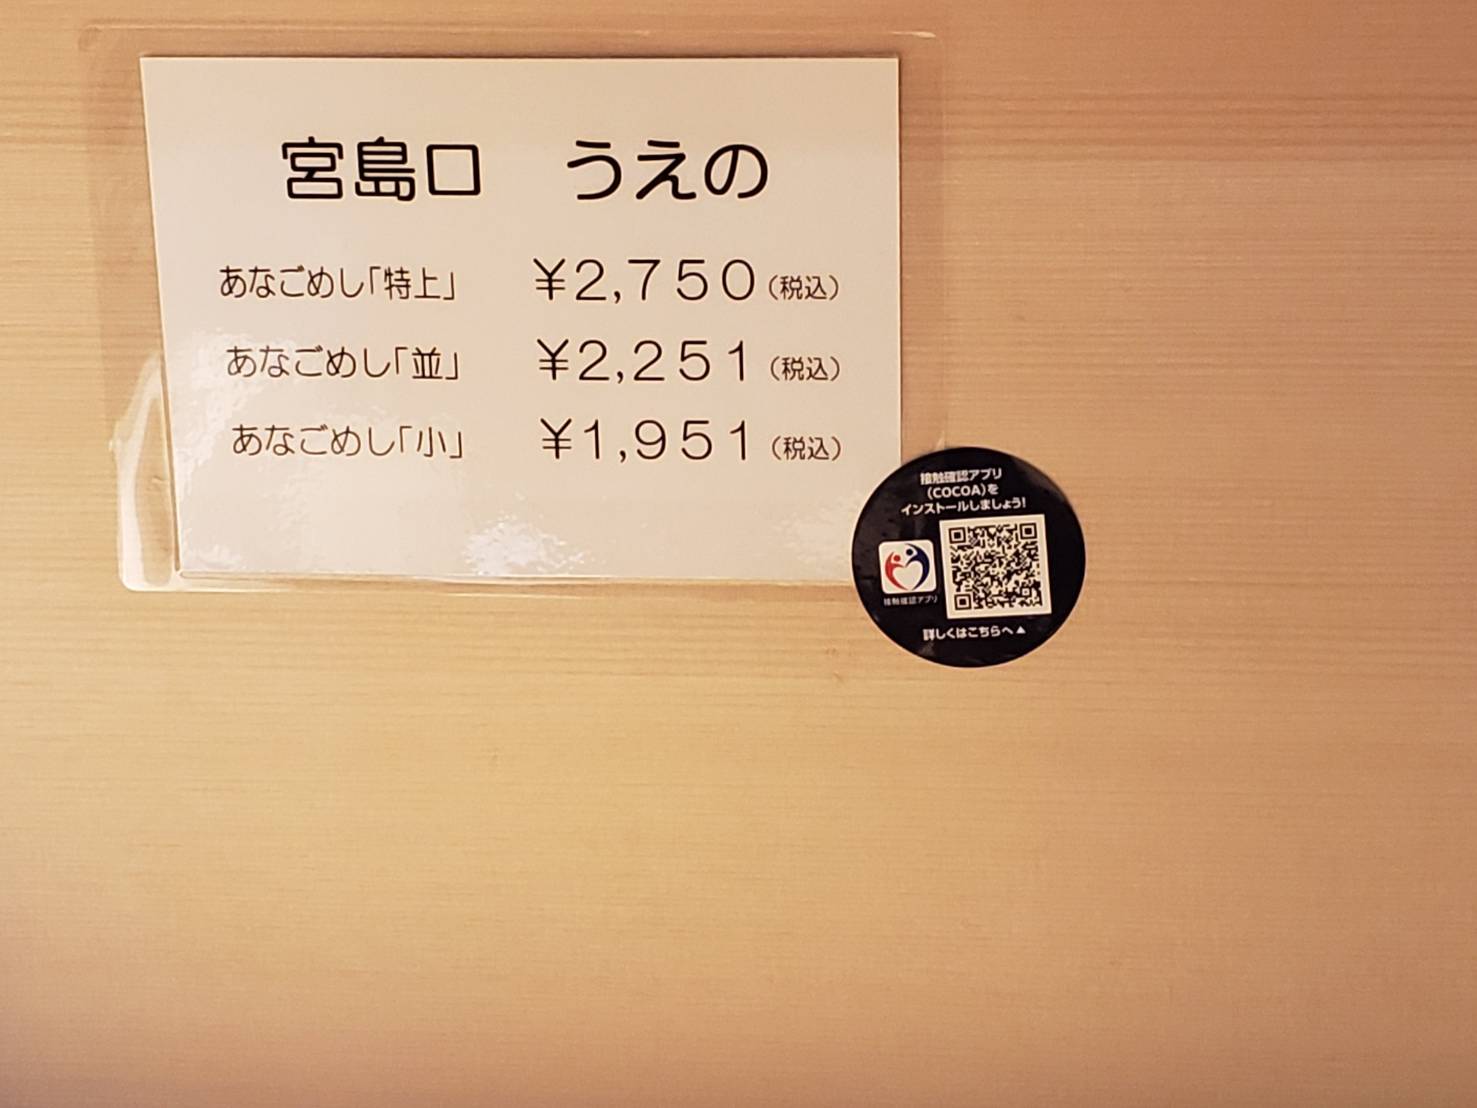 宮島口　うえの
あなごめし「特上」　￥2,750(税込)
あなごめし「並」　￥2,251(税込)
あなごめし「小」　￥1,951(税込)
接触確認アプリ
(COCOA)を
インストールしましょう!
接触確認アプリ
詳しくはこちらへ▲